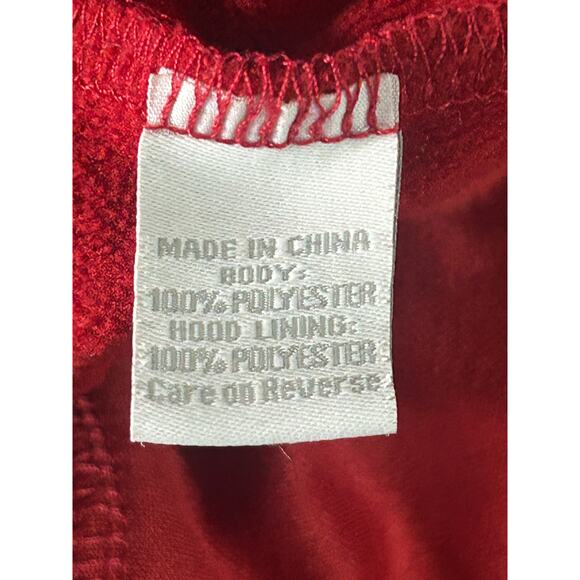 MADE IN CHINA
BODY:
100% POLYESTER
HOOD LINING:
100% POLYESTER
Care on Reverse